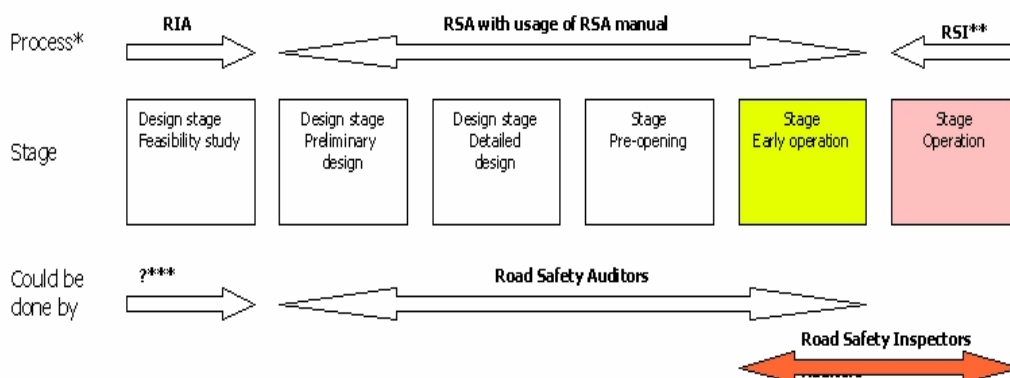 RIA
RSA with usage of RSA manual
RSI**
Process*
Stage
Design stage
Feasibility study
Design stage
Preliminary
design
Design stage
Detailed
design
Stage
Pre-opening
Stage
Early operation
Stage
Operation
Could be
done by
?***
Road Safety Auditors
Road Safety Inspectors